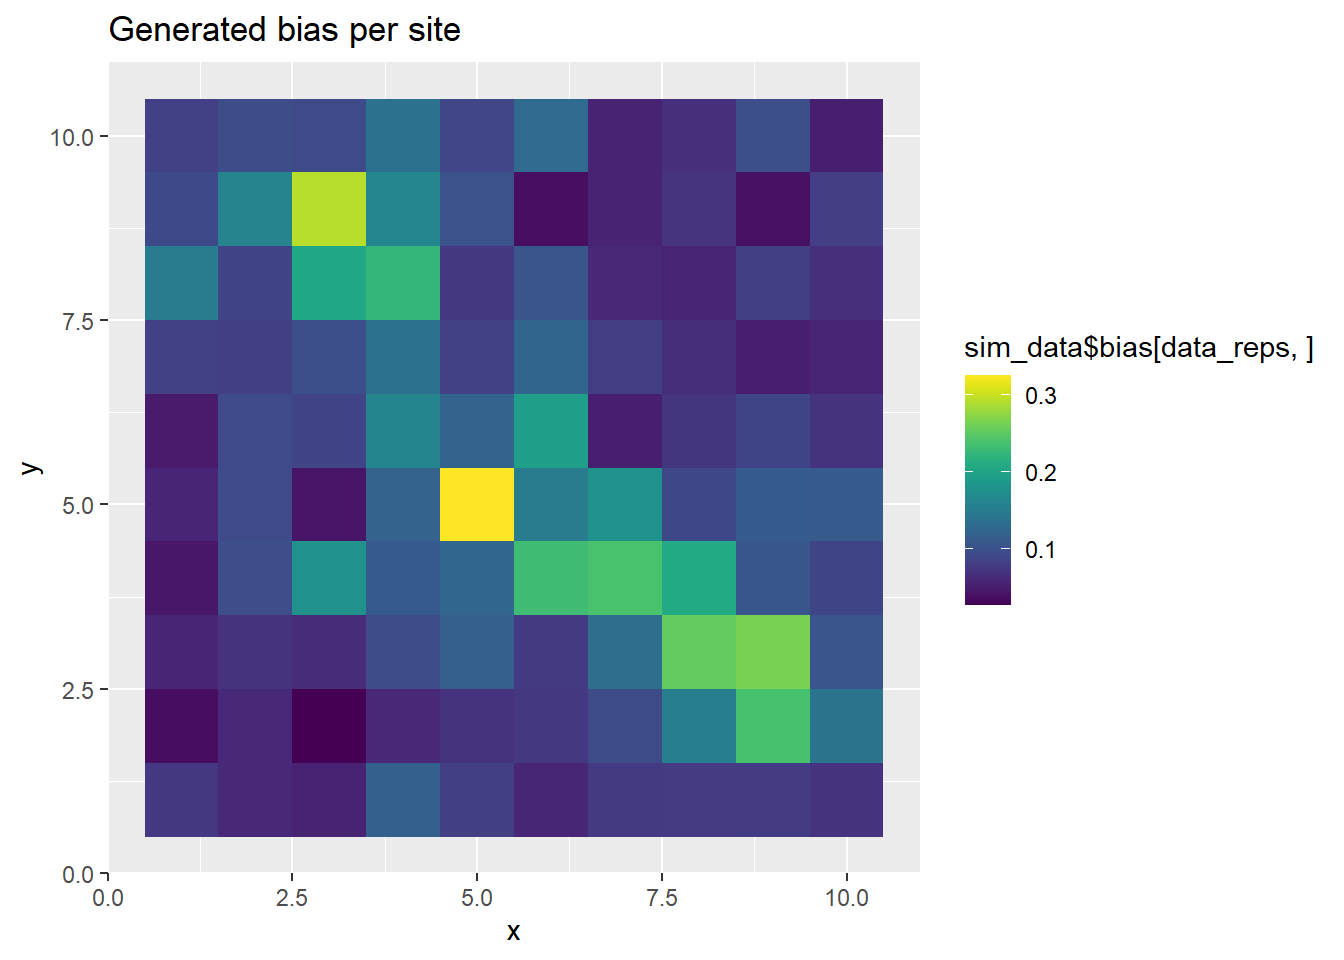 Generated bias per site
10.0
7.5
5.0
2.5
0.0
y
0.0 2.5 5.0 7.5 10.0
x
sim_data$bias[data_reps, ]
0.3
0.2
0.1